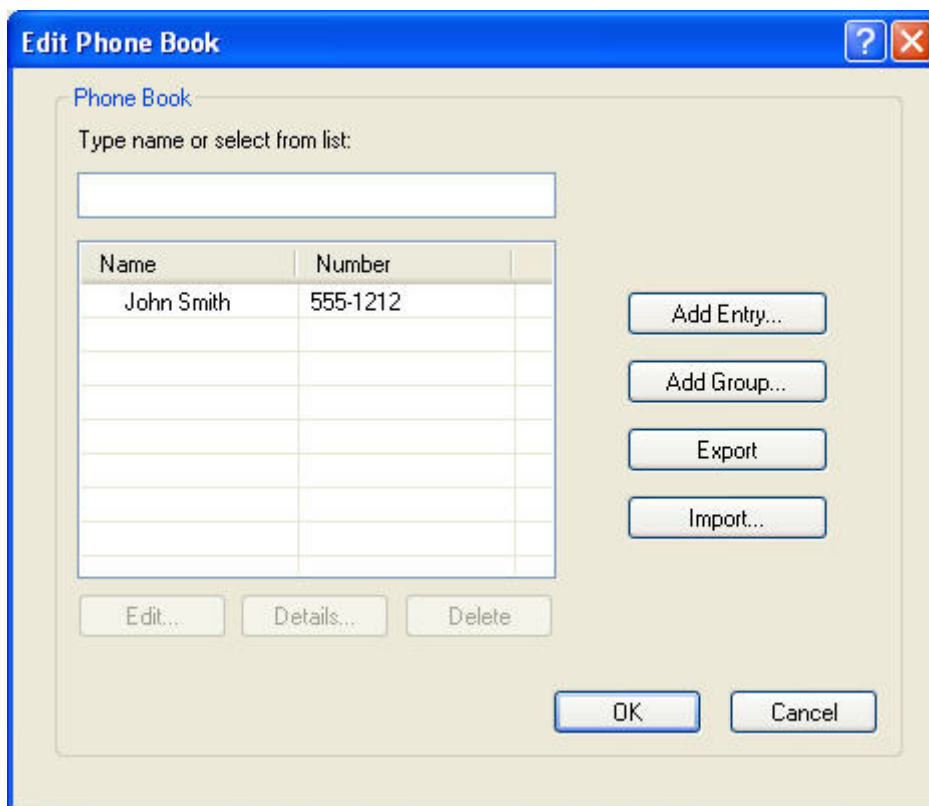 Edit Phone Book
Phone Book
Type name or select from list:
Name Number
John Smith 555-1212
Add Entry...
Add Group...
Export
Import...
Edit... Details... Delete
OK Cancel